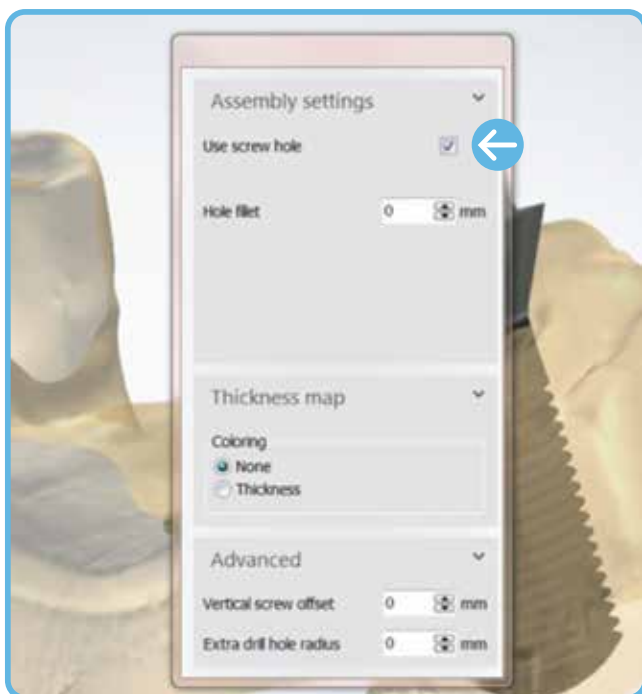 Assembly settings
Use screw hole
Hole fillet 0 mm
Thickness map
Coloring
None
Thickness
Advanced
Vertical screw offset 0 mm
Extra drill hole radius 0 mm